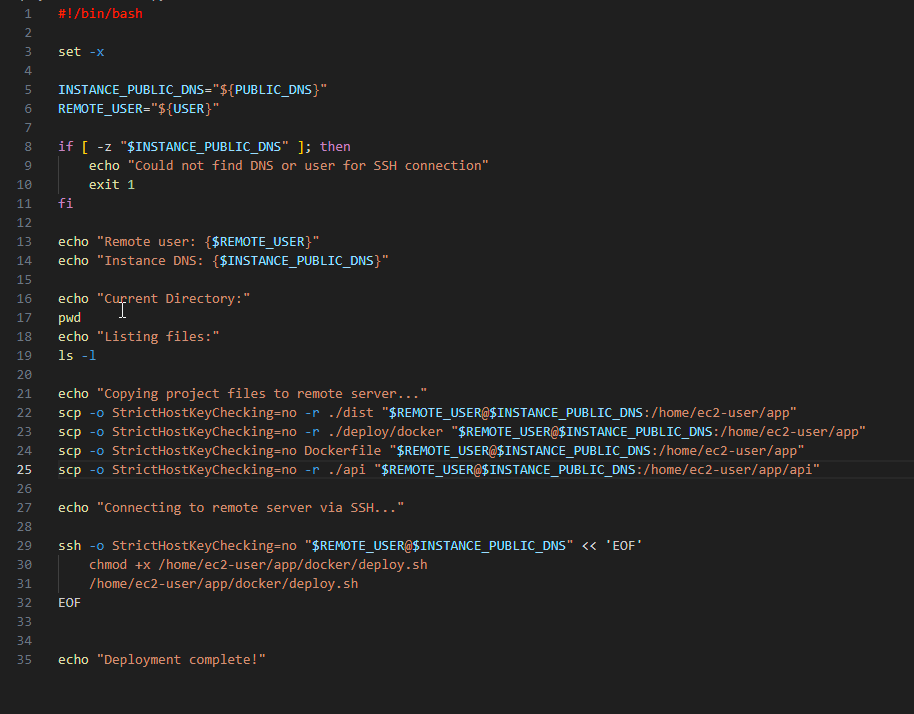 1 #!/bin/bash
2
3 set -x
4
5 INSTANCE_PUBLIC_DNS="${PUBLIC_DNS}"
6 REMOTE_USER="${USER}"
7
8 if [ -z "$INSTANCE_PUBLIC_DNS" ]; then
9 echo "Could not find DNS or user for SSH connection"
10 exit 1
11 fi
12
13 echo "Remote user: {$REMOTE_USER}"
14 echo "Instance DNS: {$INSTANCE_PUBLIC_DNS}"
15
16 echo "Current Directory:"
17 pwd
18 echo "Listing files:"
19 ls -l
20
21 echo "Copying project files to remote server..."
22 scp -o StrictHostKeyChecking=no -r ./dist "$REMOTE_USER@$INSTANCE_PUBLIC_DNS:/home/ec2-user/app"
23 scp -o StrictHostKeyChecking=no -r ./deploy/docker "$REMOTE_USER@$INSTANCE_PUBLIC_DNS:/home/ec2-user/app"
24 scp -o StrictHostKeyChecking=no Dockerfile "$REMOTE_USER@$INSTANCE_PUBLIC_DNS:/home/ec2-user/app"
25 scp -o StrictHostKeyChecking=no -r ./api "$REMOTE_USER@$INSTANCE_PUBLIC_DNS:/home/ec2-user/app/api"
26
27 echo "Connecting to remote server via SSH..."
28
29 ssh -o StrictHostKeyChecking=no "$REMOTE_USER@$INSTANCE_PUBLIC_DNS" << 'EOF'
30 chmod +x /home/ec2-user/app/docker/deploy.sh
31 /home/ec2-user/app/docker/deploy.sh
32 EOF
33
34
35 echo "Deployment complete!"